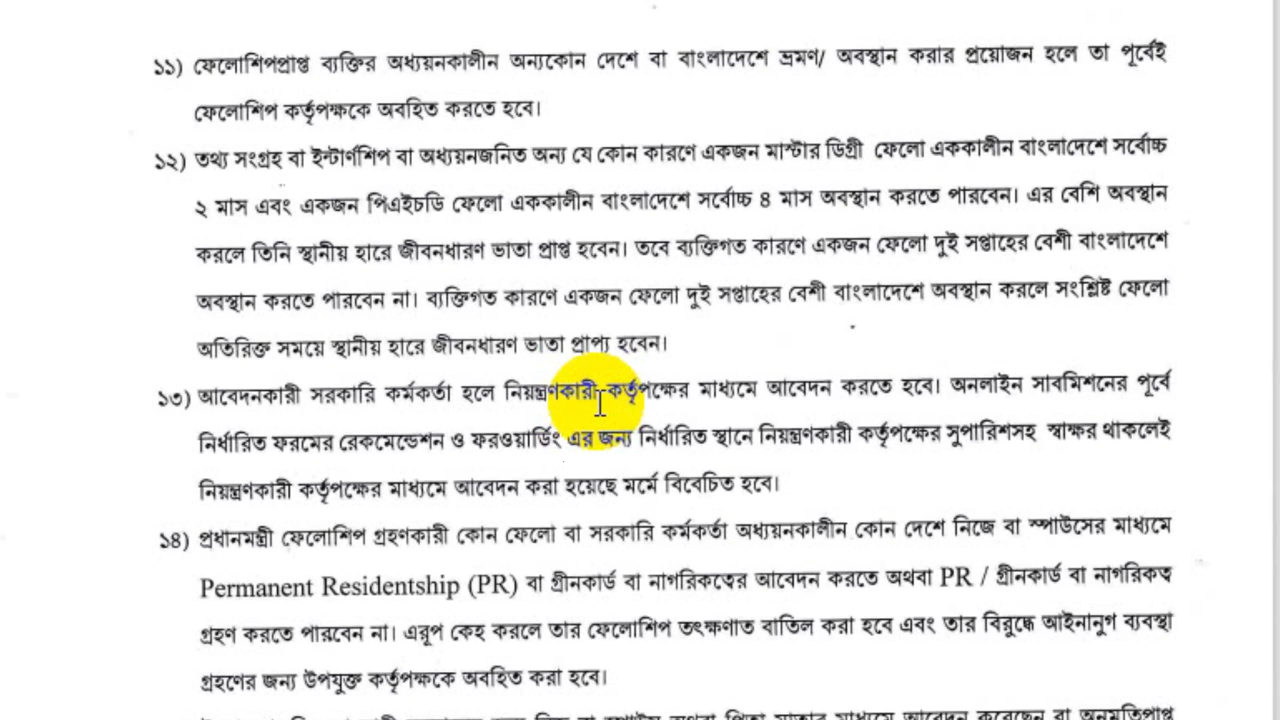 ১১) ফেলোশিপপ্রাপ্ত ব্যক্তির অধ্যয়নকালীন অন্যকোন দেশে বা বাংলাদেশে ভ্রমণ/ অবস্থান করার প্রয়োজন হলে তা পূর্বেই
ফেলোশিপ কর্তৃপক্ষকে অবহিত করতে হবে।
১২) তথ্য সংগ্রহ বা ইন্টার্ণশিপ বা অধ্যয়নজনিত অন্য যে কোন কারণে একজন মাস্টার ডিগ্রী ফেলো এককালীন বাংলাদেশে সর্বোচ্চ
২ মাস এবং একজন পিএইচডি ফেলো এককালীন বাংলাদেশে সর্বোচ্চ ৪ মাস অবস্থান করতে পারবেন। এর বেশি অবস্থান
করলে তিনি স্থানীয় হারে জীবনধারণ ভাতা প্রাপ্ত হবেন। তবে ব্যক্তিগত কারণে একজন ফেলো দুই সপ্তাহের বেশী বাংলাদেশে
অবস্থান করতে পারবেন না। ব্যক্তিগত কারণে একজন ফেলো দুই সপ্তাহের বেশী বাংলাদেশে অবস্থান করলে সংশ্লিষ্ট ফেলো
অতিরিক্ত সময়ে স্থানীয় হারে জীবনধারণ ভাতা প্রাপ্য হবেন।
১৩) আবেদনকারী সরকারি কর্মকর্তা হলে নিয়ন্ত্রণকারী কর্তৃপক্ষের মাধ্যমে আবেদন করতে হবে। অনলাইন সাবমিশনের পূর্বে
নির্ধারিত ফরমের রেকমেন্ডেশন ও ফরওয়ার্ডিং এর জন্য নির্ধারিত স্থানে নিয়ন্ত্রণকারী কর্তৃপক্ষের সুপারিশসহ স্বাক্ষর থাকলেই
নিয়ন্ত্রণকারী কর্তৃপক্ষের মাধ্যমে আবেদন করা হয়েছে মর্মে বিবেচিত হবে।
১৪) প্রধানমন্ত্রী ফেলোশিপ গ্রহণকারী কোন ফেলো বা সরকারি কর্মকর্তা অধ্যয়নকালীন কোন দেশে নিজে বা স্পাউসের মাধ্যমে
Permanent Residentship (PR) বা গ্রীনকার্ড বা নাগরিকত্বের আবেদন করতে অথবা PR / গ্রীনকার্ড বা নাগরিকত্ব
গ্রহণ করতে পারবেন না। এরূপ কেহ করলে তার ফেলোশিপ তৎক্ষণাত বাতিল করা হবে এবং তার বিরুদ্ধে আইনানুগ ব্যবস্থা
গ্রহণের জন্য উপযুক্ত কর্তৃপক্ষকে অবহিত করা হবে।